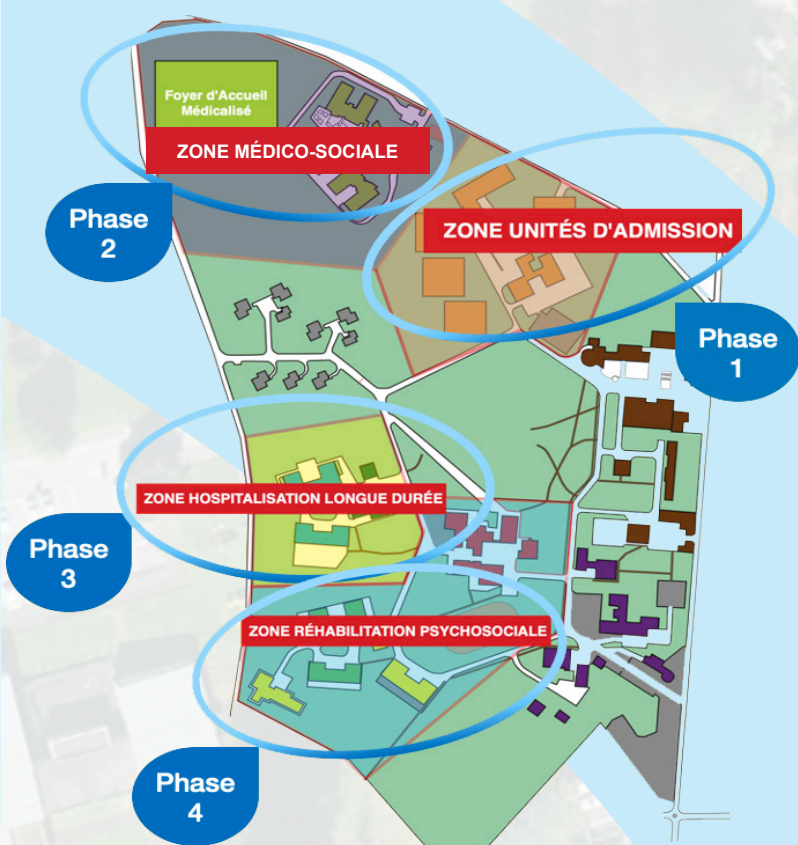 Foyer d'Accueil
Médicalisé
ZONE MÉDICO-SOCIALE
Phase
2
ZONE UNITÉS D'ADMISSION
Phase
1
ZONE HOSPITALISATION LONGUE DURÉE
Phase
3
ZONE RÉHABILITATION PSYCHOSOCIALE
Phase
4